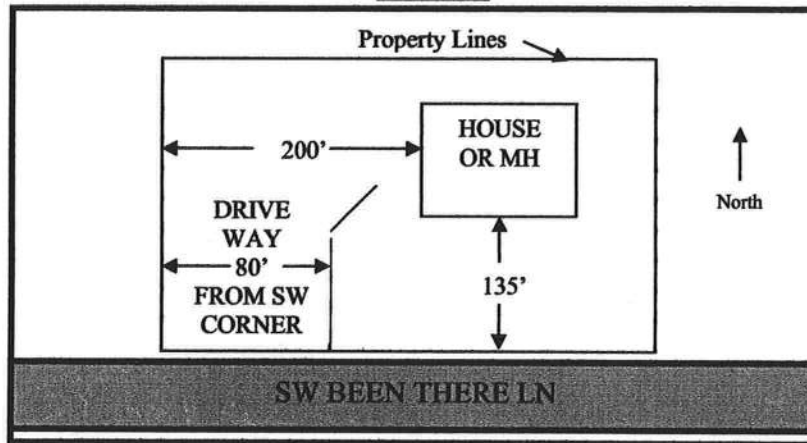 Property Lines
HOUSE
OR MH
200'
North
DRIVE
WAY
80'
FROM SW
CORNER
135'
SW BEEN THERE LN